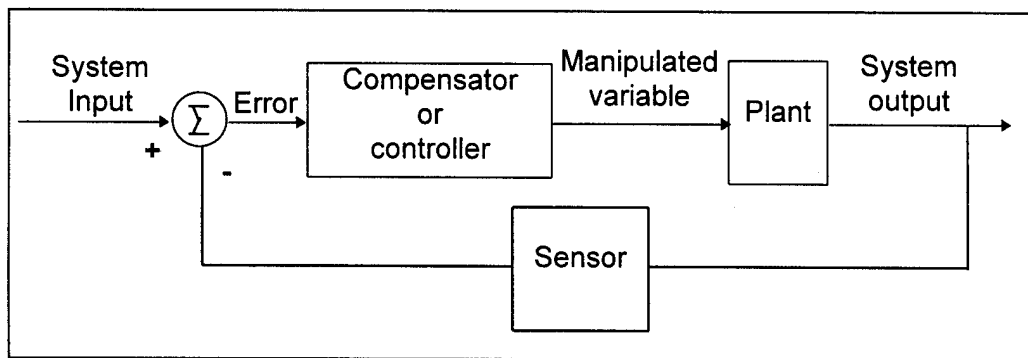 System
Input
+
Σ
-
Error
Compensator
or
controller
Manipulated
variable
Plant
System
output
Sensor